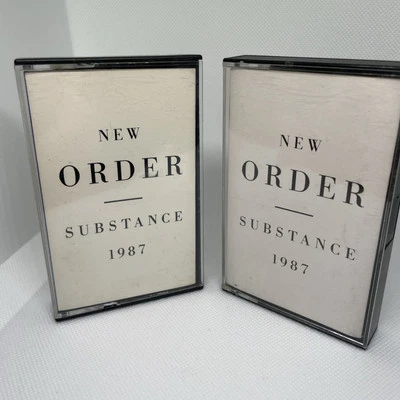 NEW
ORDER
SUBSTANCE
1987
NEW
ORDER
SUBSTANCE
1987